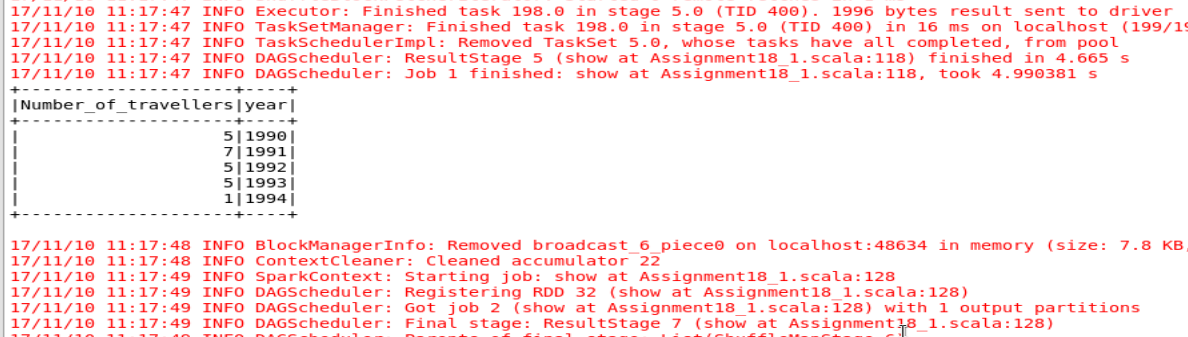 17/11/10 11:17:47 INFO Executor: Finished task 198.0 in stage 5.0 (TID 400). 1996 bytes result sent to driver
17/11/10 11:17:47 INFO TaskSetManager: Finished task 198.0 in stage 5.0 (TID 400) in 16 ms on localhost (199/19
17/11/10 11:17:47 INFO TaskSchedulerImpl: Removed TaskSet 5.0, whose tasks have all completed, from pool
17/11/10 11:17:47 INFO DAGScheduler: ResultStage 5 (show at Assignment18_1.scala:118) finished in 4.665 s
17/11/10 11:17:47 INFO DAGScheduler: Job 1 finished: show at Assignment18_1.scala:118, took 4.990381 s
+--------------------+----+
|Number_of_travellers|year|
+--------------------+----+
|                   5|1990|
|                   7|1991|
|                   5|1992|
|                   5|1993|
|                   1|1994|
+--------------------+----+
17/11/10 11:17:48 INFO BlockManagerInfo: Removed broadcast_6_piece0 on localhost:48634 in memory (size: 7.8 KB,
17/11/10 11:17:48 INFO ContextCleaner: Cleaned accumulator 22
17/11/10 11:17:49 INFO SparkContext: Starting job: show at Assignment18_1.scala:128
17/11/10 11:17:49 INFO DAGScheduler: Registering RDD 32 (show at Assignment18_1.scala:128)
17/11/10 11:17:49 INFO DAGScheduler: Got job 2 (show at Assignment18_1.scala:128) with 1 output partitions
17/11/10 11:17:49 INFO DAGScheduler: Final stage: ResultStage 7 (show at Assignment18_1.scala:128)